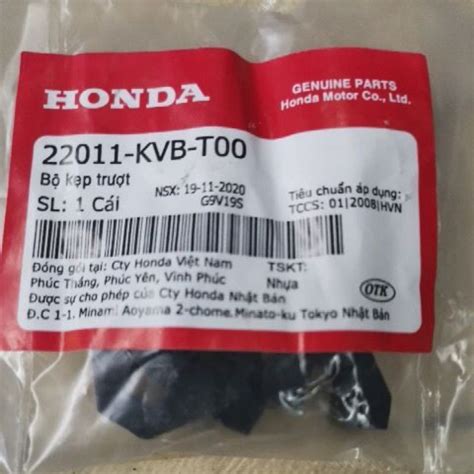 HONDA
GENUINE PARTS
Honda Motor Co., Ltd.
22011-KVB-T00
Bộ kẹp trượt
NSX: 19-11-2020
Tiêu chuẩn áp dụng:
SL: 1 Cái
G9V19S
TCCS: 01|2008|HVN
Đóng gói tại: Cty Honda Việt Nam
TSKT:
Phúc Thắng, Phúc Yên, Vinh Phúc
Nhựa
Được sự cho phép của Cty Honda Nhật Bản
OTK
Đ.C 1-1, Minami Aoyama 2-chome, Minato-ku Tokyo Nhật Bản